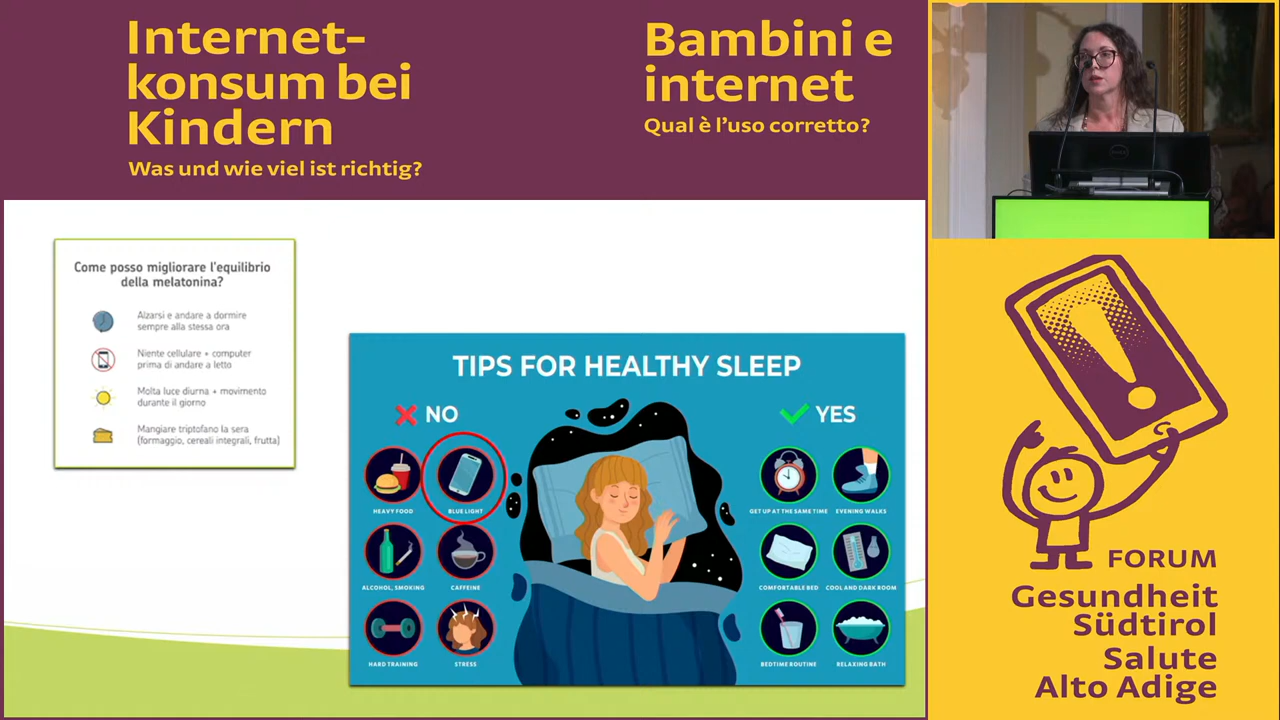 Internet-
konsum bei
Kindern
Was und wie viel ist richtig?
Bambini e
internet
Qual è l'uso corretto?
Come posso migliorare l'equilibrio
della melatonina?
Alzarsi e andare a dormire
sempre alla stessa ora
Niente cellulare + computer
prima di andare a letto
Molta luce diurna + movimento
durante il giorno
Mangiare triptofano la sera
(formaggio, cereali integrali, frutta)
TIPS FOR HEALTHY SLEEP
NO
HEAVY FOOD
BLUE LIGHT
ALCOHOL, SMOKING
CAFFEINE
HARD TRAINING
STRESS
YES
GET UP AT THE SAME TIME
EVENING WALKS
COMFORTABLE BED
COOL AND DARK ROOM
BEDTIME ROUTINE
RELAXING BATH
DELL
FORUM
Gesundheit
Südtirol
Salute
Alto Adige